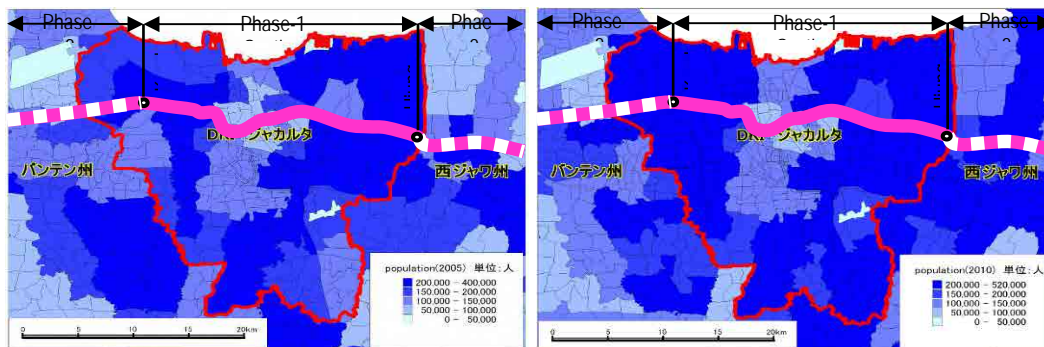 Phase
Phase-1
Phae
バンテン州
DKI ジャカルタ
西ジャワ州
population(2005) 単位:人
200,000 - 400,000
150,000 - 200,000
100,000 - 150,000
50,000 - 100,000
0 - 50,000
0 5 10 15 20km
Phase
Phase-1
Phase
バンテン州
ジャカルタ
西ジャワ州
population(2010) 単位:人
200,000 - 520,000
150,000 - 200,000
100,000 - 150,000
50,000 - 100,000
0 - 50,000
0 5 10 15 20km